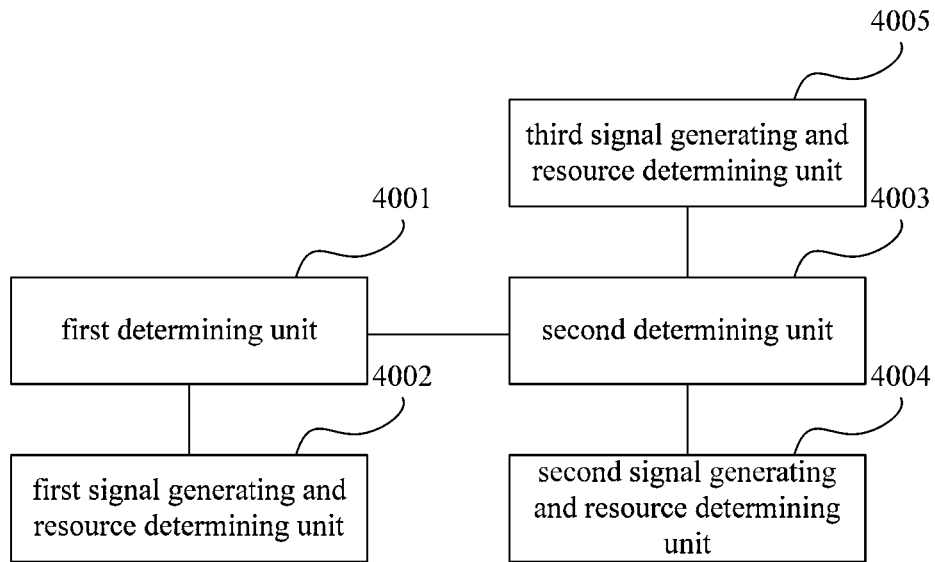 4005
third signal generating and
resource determining unit
4001
4003
first determining unit
second determining unit
4002
4004
first signal generating and
resource determining unit
second signal generating
and resource determining
unit